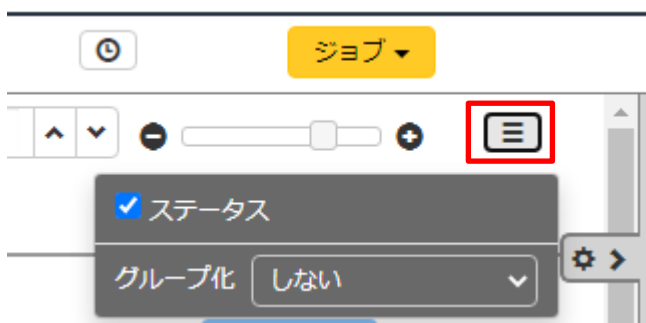 ジョブ
ステータス
グループ化 しない